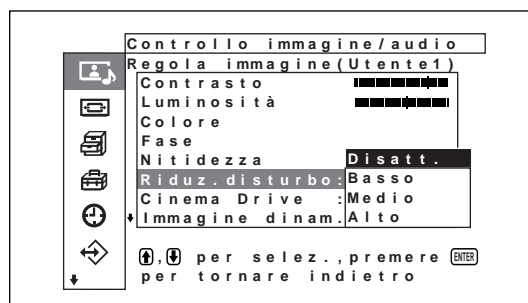 Controllo immagine/audio
Regola immagine(Utente1)
Contrasto
Luminosità
Colore
Fase
Nitidezza
Disatt.
Riduz.disturbo:
Basso
Cinema Drive :
Medio
Immagine dinam.
Alto
, per selez.,premere ENTER
per tornare indietro